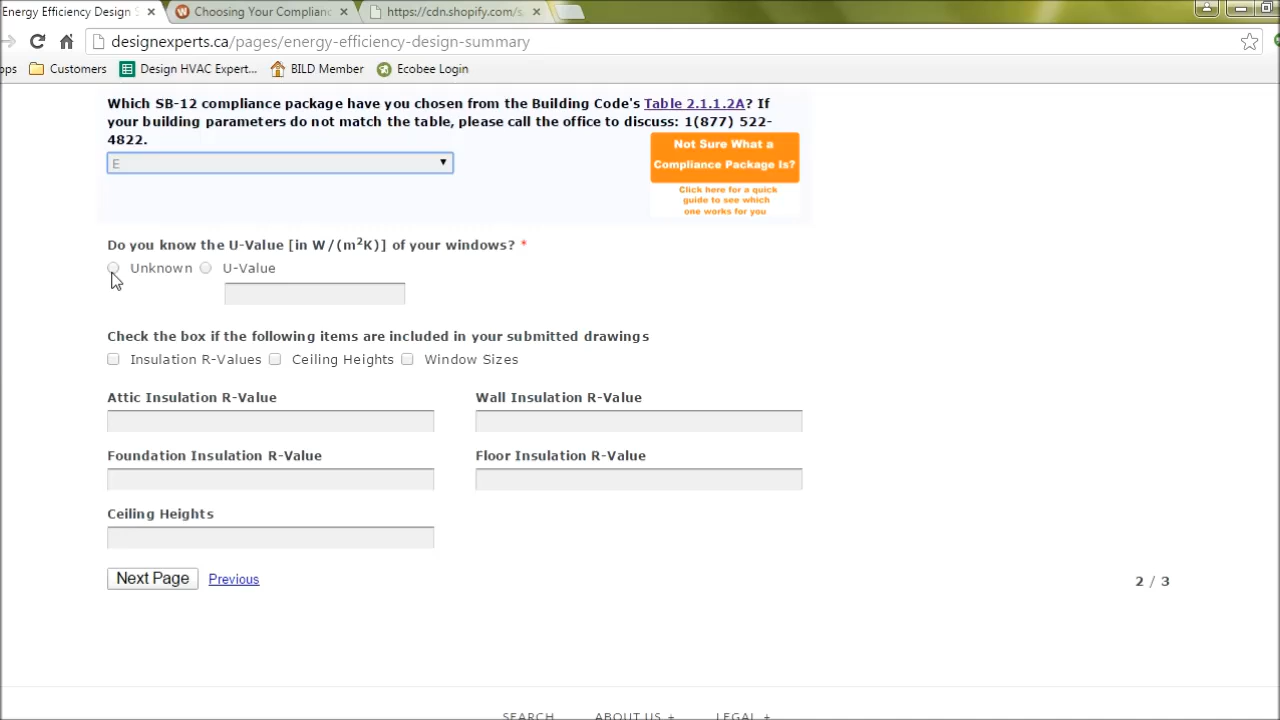 Energy Efficiency Design S
Choosing Your Complianc
https://cdn.shopify.com/s
designexperts.ca/pages/energy-efficiency-design-summary
ops
Customers
Design HVAC Expert...
BILD Member
Ecobee Login
Which SB-12 compliance package have you chosen from the Building Code's Table 2.1.1.2A? If
your building parameters do not match the table, please call the office to discuss: 1(877) 522-
4822.
E
Not Sure What a
Compliance Package Is?
Click here for a quick
guide to see which
one works for you
Do you know the U-Value [in W/(m²K)] of your windows? *
Unknown
U-Value
Check the box if the following items are included in your submitted drawings
Insulation R-Values
Ceiling Heights
Window Sizes
Attic Insulation R-Value
Wall Insulation R-Value
Foundation Insulation R-Value
Floor Insulation R-Value
Ceiling Heights
Next Page
Previous
2 / 3
SEARCH
ABOUT US +
LEGAL +